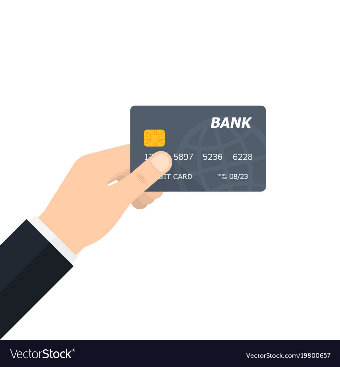 BANK
5897 5236 6228
CARD 08/23
VectorStock®
VectorStock.com/19800657